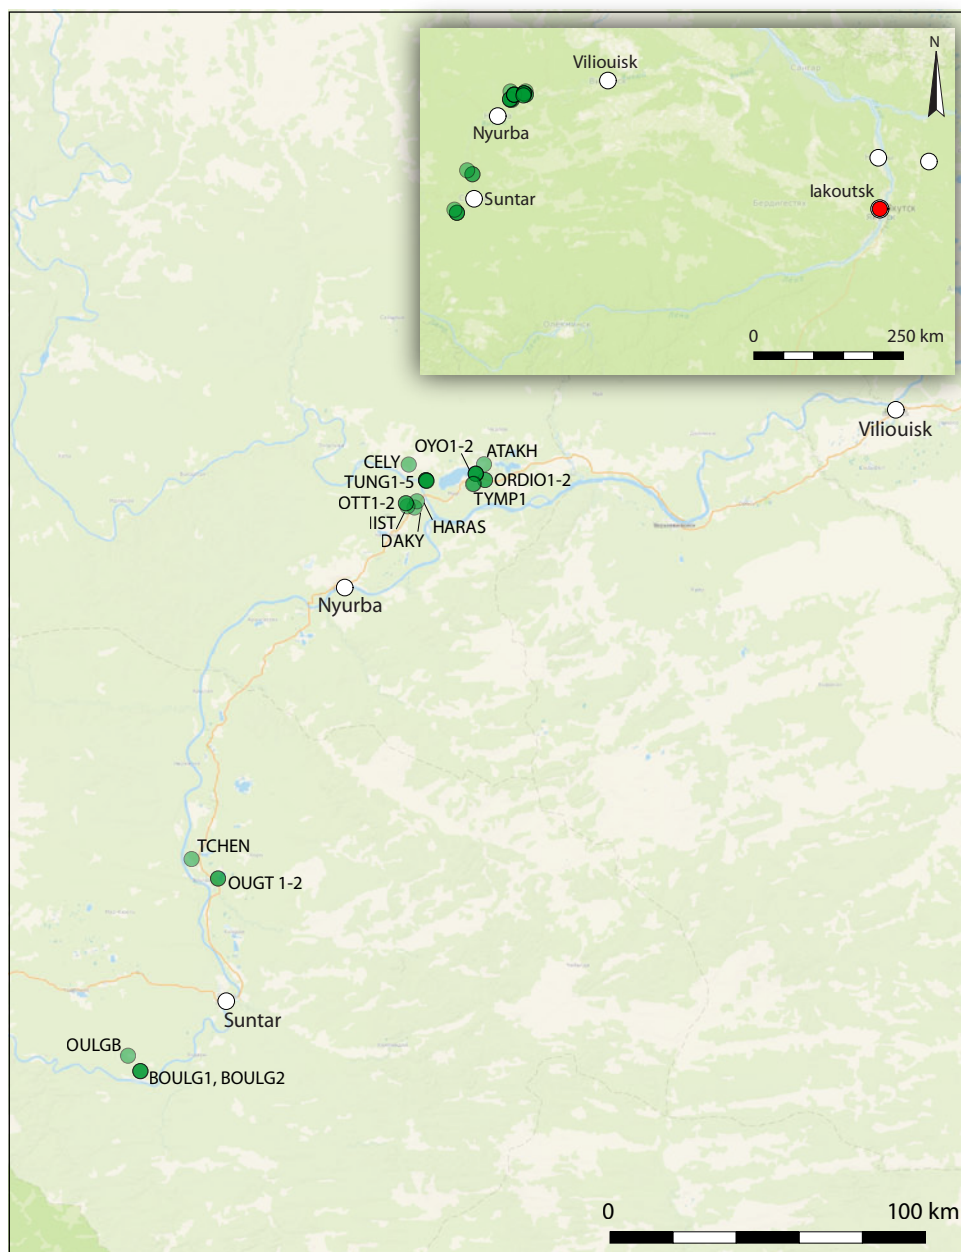 N
Viliouisk
Nyurba
Suntar
Iakoutsk
0 250 km
Viliouisk
OYO1-2
ATAKH
CELY
TUNG1-5
ORDIO1-2
TYMP1
OTT1-2
IIST
HARAS
DAKY
Nyurba
TCHEN
OUGT 1-2
Suntar
OULGB
BOULG1, BOULG2
0 100 km